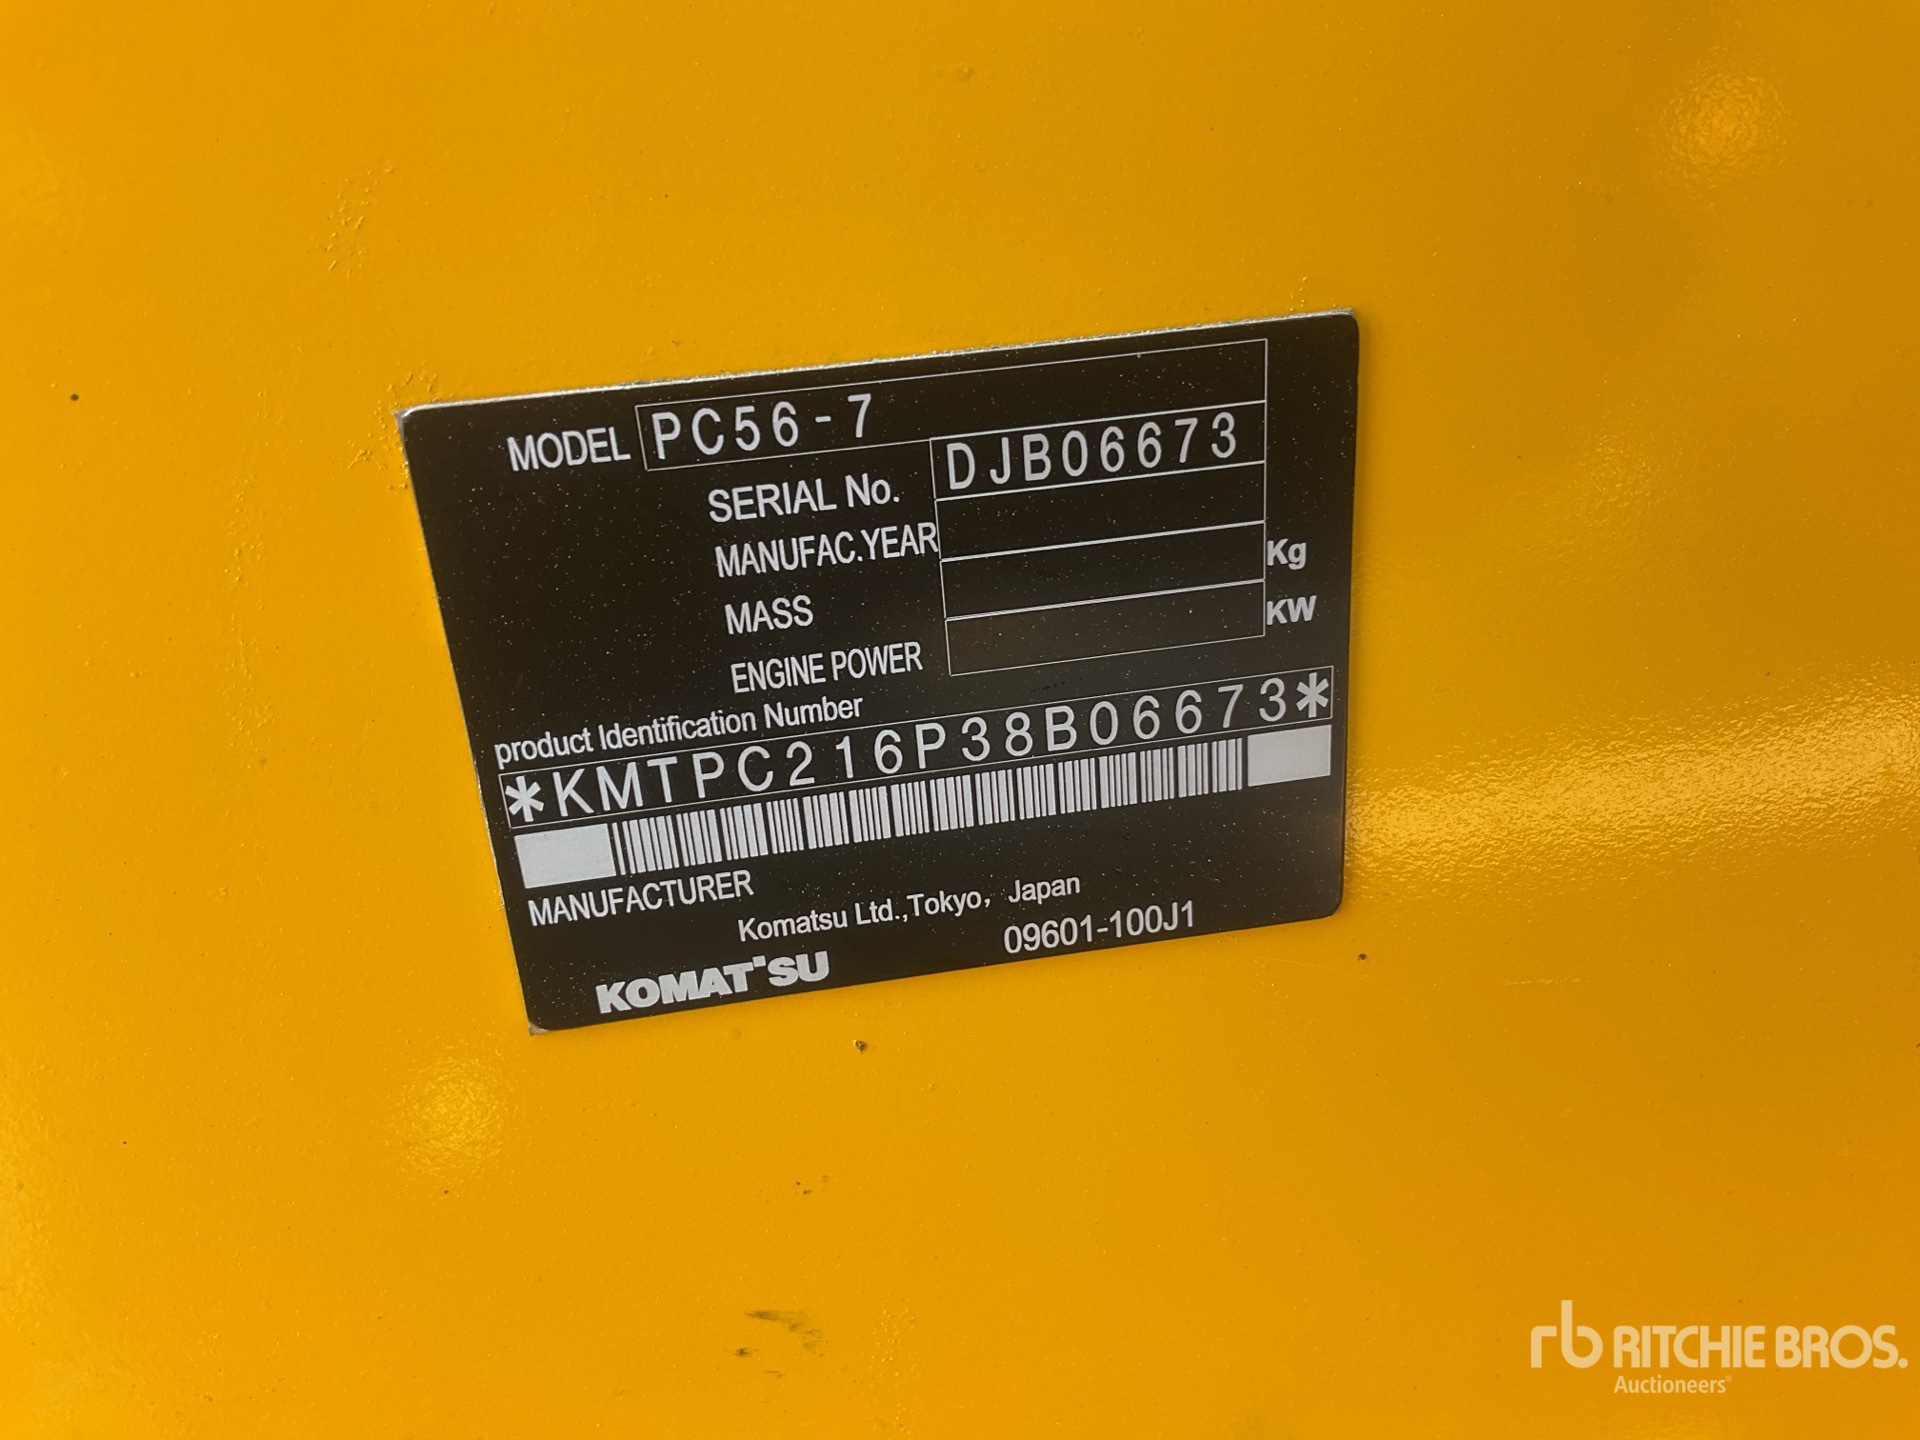 MODEL PC56-7
SERIAL No. DJB06673
MANUFAC.YEAR
MASS Kg
ENGINE POWER KW
product Identification Number
*KMTPC216P38B06673*
MANUFACTURER
Komatsu Ltd.,Tokyo, Japan
09601-100J1
KOMATSU
rb RITCHIE BROS.
Auctioneers®